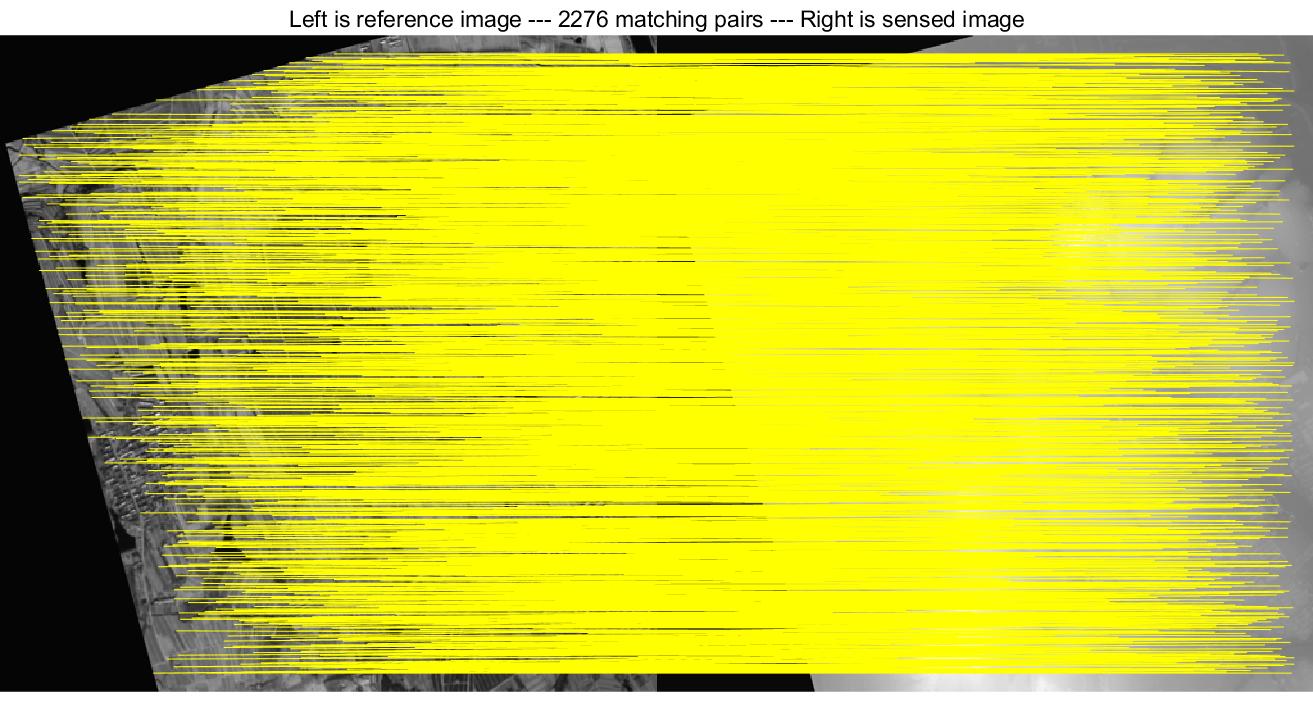 Left is reference image --- 2276 matching pairs --- Right is sensed image